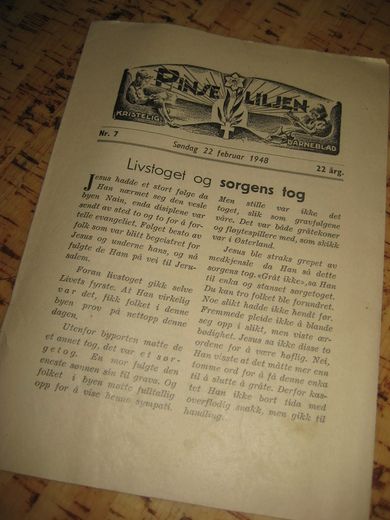 PINSELILJEN
KRISTELIG BARNEBLAD
Nr. 7
Søndag 22 februar 1948
22 årg.
Livstoget og sorgens tog
Jesus hadde et stort følge da
Han nærmet seg den vesle
byen Nain, enda disiplene var
sendt av sted to og to for å for-
telle evangeliet. Følget besto av
folk som var blitt begeistret for
Jesus og underne hans, og nå
fulgte de Ham på vei til Jeru-
salem.
Foran livstoget gikk selve
Livets fyrste. At Han virkelig
var det, fikk folket i denne
byen prov på nettopp denne
dagen.
Utenfor byporten møtte de
et annet tog, det var et sør-
getog. En mor fulgte den
eneste sønnen sin til grava. Og
folket i byen møtte fulltallig
opp for å vise henne sympati.
Men stille var ikke det
toget, slik som gravfølgene
våre. Det var både gråtekoner
og fløytespillere med, som skikk
var i Østerland.
Jesus ble straks grepet av
medkjensle da Han så dette
sorgens tog. «Gråt ikke», sa Han
til enka og stanset sørgetoget.
Da kan tro folket ble forundret.
Noe slikt hadde ikke hendt før.
Fremmede pleide ikke å blande
seg opp i slikt, men viste ær-
bødighet. Jesus sa ikke disse to
ordene for å være høflig. Nei,
Han visste at det måtte mer enn
tomme ord for å få denne enka
til å slutte å gråte. Derfor kas-
tet Han ikke bort tida med
overflødig snakk, men gikk til
handling.